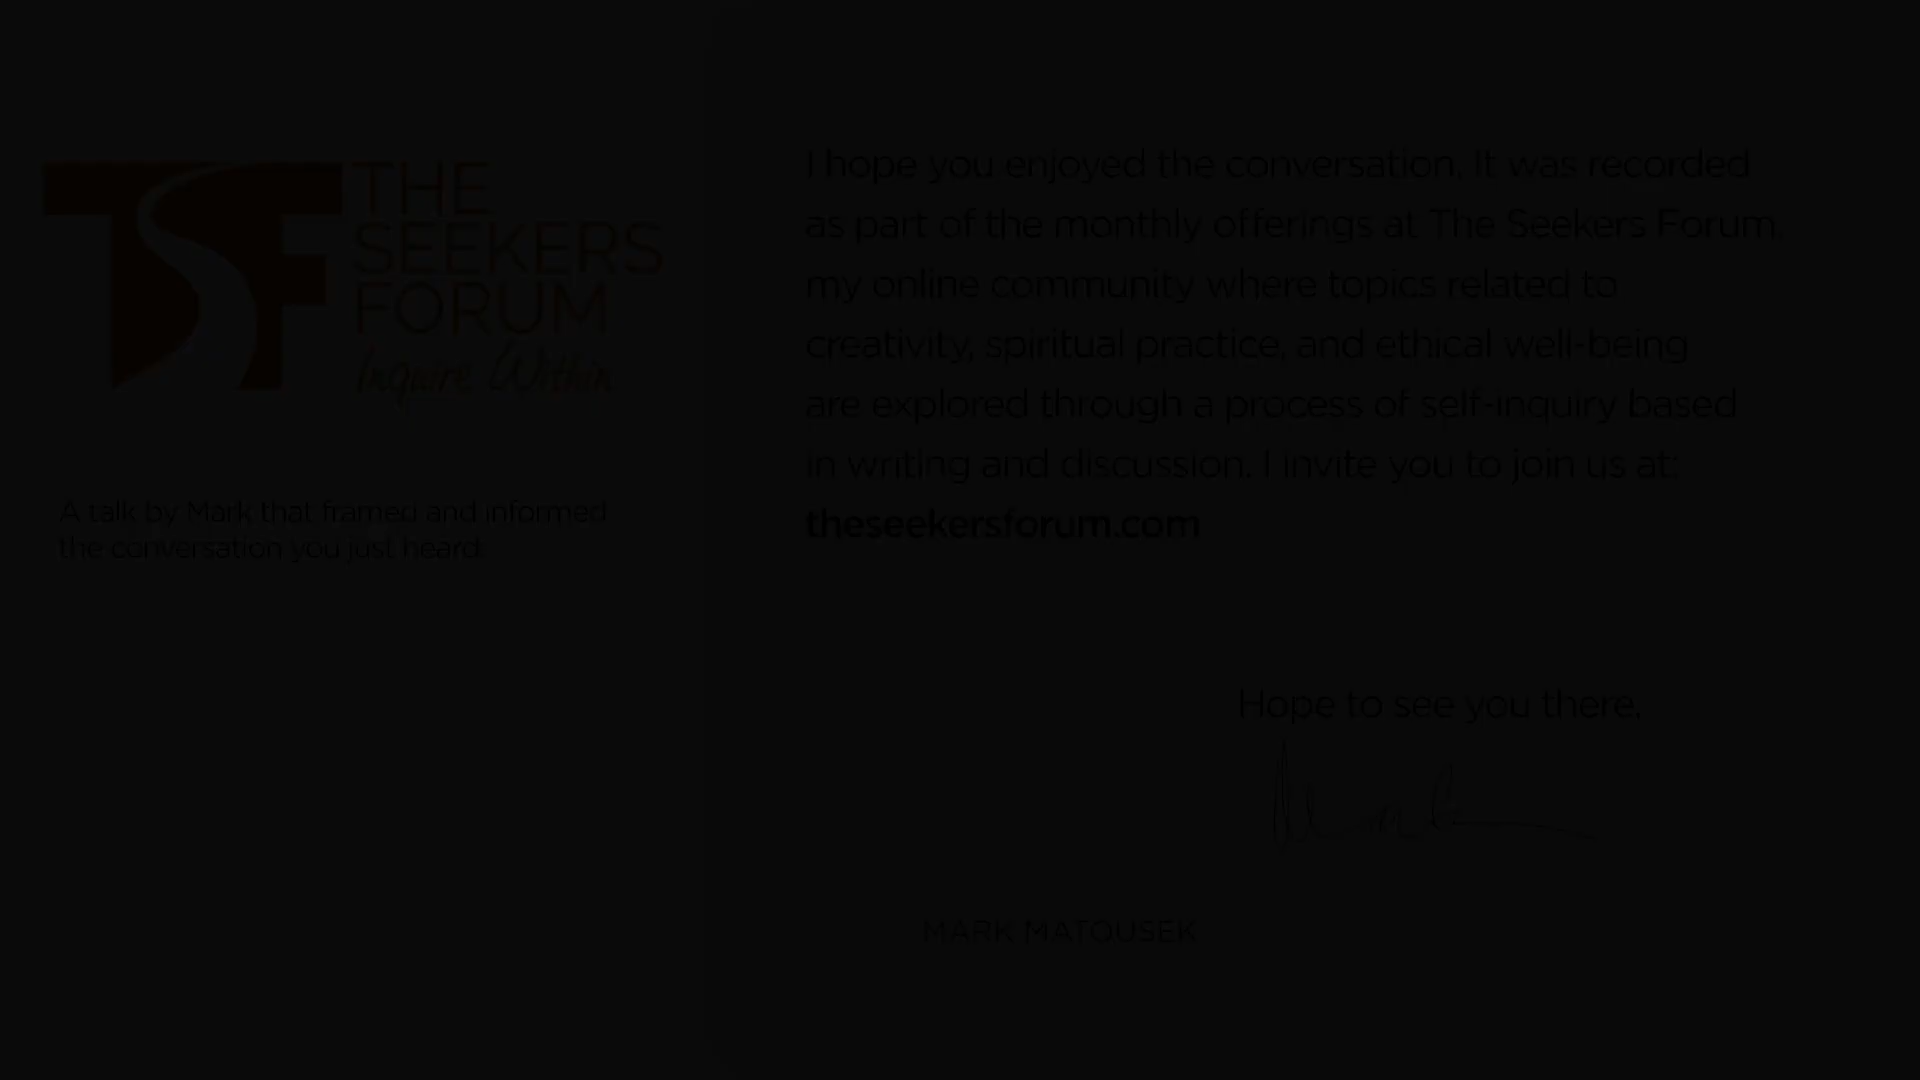 THE
SEEKERS
FORUM
Inquire Within
A talk by Mark that framed and informed
the conversation you just heard.
I hope you enjoyed the conversation. It was recorded
as part of the monthly offerings at The Seekers Forum,
my online community where topics related to
creativity, spiritual practice, and ethical well-being
are explored through a process of self-inquiry based
in writing and discussion. I invite you to join us at:
theseekersforum.com
Hope to see you there,
Mark
MARK MATOUSEK